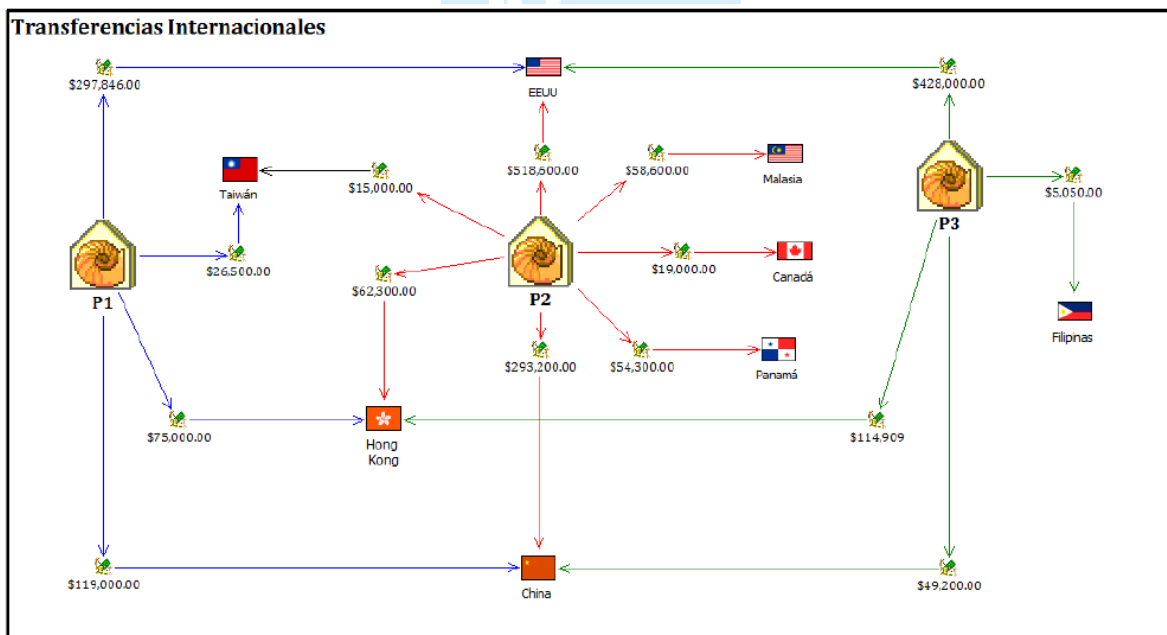 Transferencias Internacionales
$297,846.00
EEUU
$428,000.00
Taiwán
$15,000.00
$518,600.00
$58,600.00
Malasia
$5,050.00
P3
$26,500.00
$62,300.00
$19,000.00
Canadá
P1
P2
Filipinas
$293,200.00
$54,300.00
Panamá
$75,000.00
Hong
Kong
$114,909
$119,000.00
China
$49,200.00